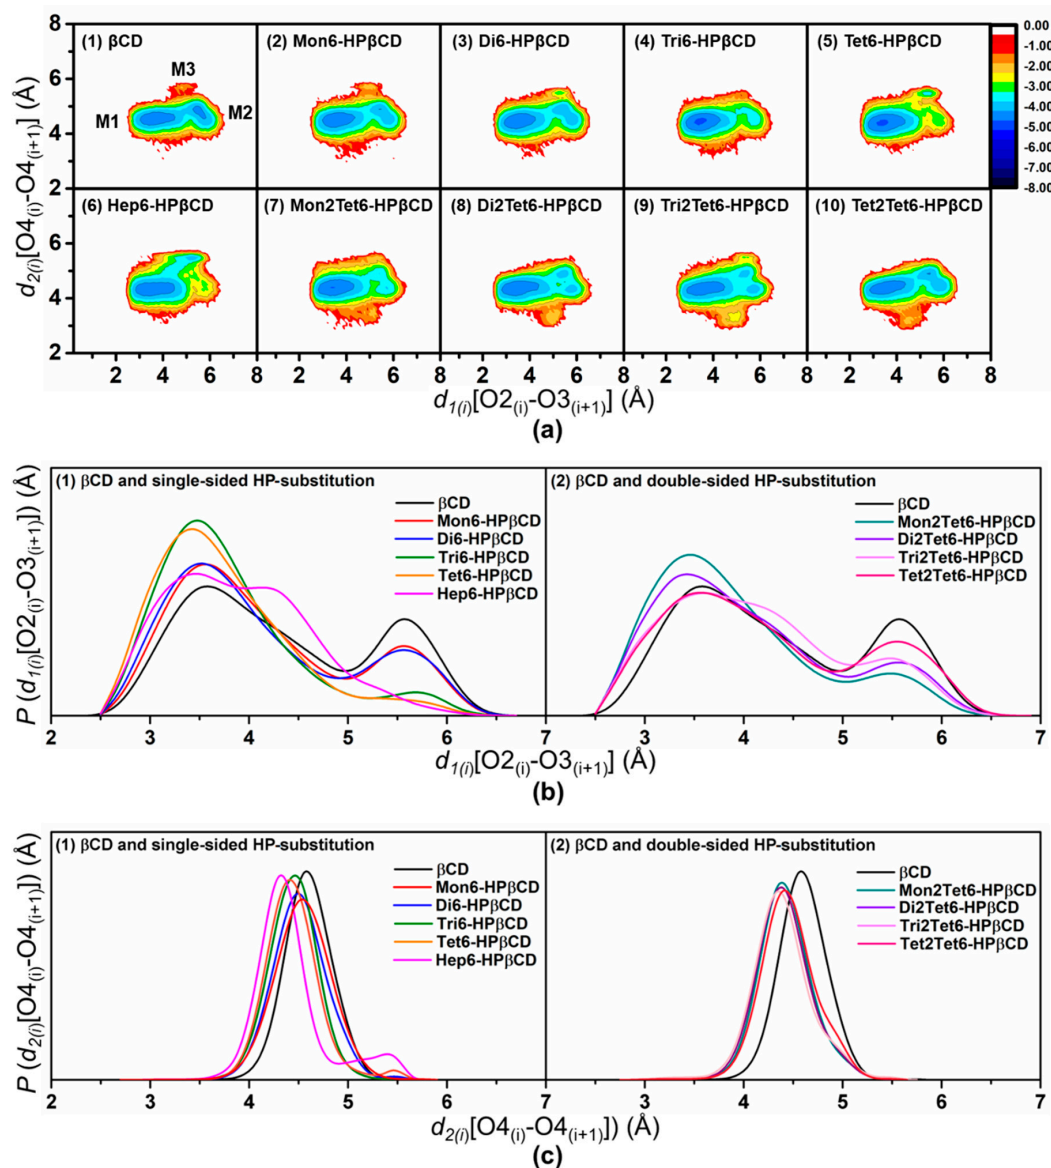 (1) βCD
(2) Mon6-HPβCD
(3) Di6-HPβCD
(4) Tri6-HPβCD
(5) Tet6-HPβCD
M3
M1
M2
(6) Hep6-HPβCD
(7) Mon2Tet6-HPβCD
(8) Di2Tet6-HPβCD
(9) Tri2Tet6-HPβCD
(10) Tet2Tet6-HPβCD
8
6
4
2
6
4
2
0.00
-1.00
-2.00
-3.00
-4.00
-5.00
-6.00
-7.00
-8.00
d2(i)[O4(i)-O4(i+1)] (Å)
2 4 6 8 2 4 6 8 2 4 6 8 2 4 6 8 2 4 6 8
d1(i)[O2(i)-O3(i+1)] (Å)
(a)
P (d1(i)[O2(i)-O3(i+1)]) (Å)
(1) βCD and single-sided HP-substitution
βCD
Mon6-HPβCD
Di6-HPβCD
Tri6-HPβCD
Tet6-HPβCD
Hep6-HPβCD
(2) βCD and double-sided HP-substitution
βCD
Mon2Tet6-HPβCD
Di2Tet6-HPβCD
Tri2Tet6-HPβCD
Tet2Tet6-HPβCD
2 3 4 5 6 7 3 4 5 6 7
d1(i)[O2(i)-O3(i+1)] (Å)
(b)
P (d2(i)[O4(i)-O4(i+1)]) (Å)
(1) βCD and single-sided HP-substitution
βCD
Mon6-HPβCD
Di6-HPβCD
Tri6-HPβCD
Tet6-HPβCD
Hep6-HPβCD
(2) βCD and double-sided HP-substitution
βCD
Mon2Tet6-HPβCD
Di2Tet6-HPβCD
Tri2Tet6-HPβCD
Tet2Tet6-HPβCD
2 3 4 5 6 7 3 4 5 6 7
d2(i)[O4(i)-O4(i+1)]) (Å)
(c)